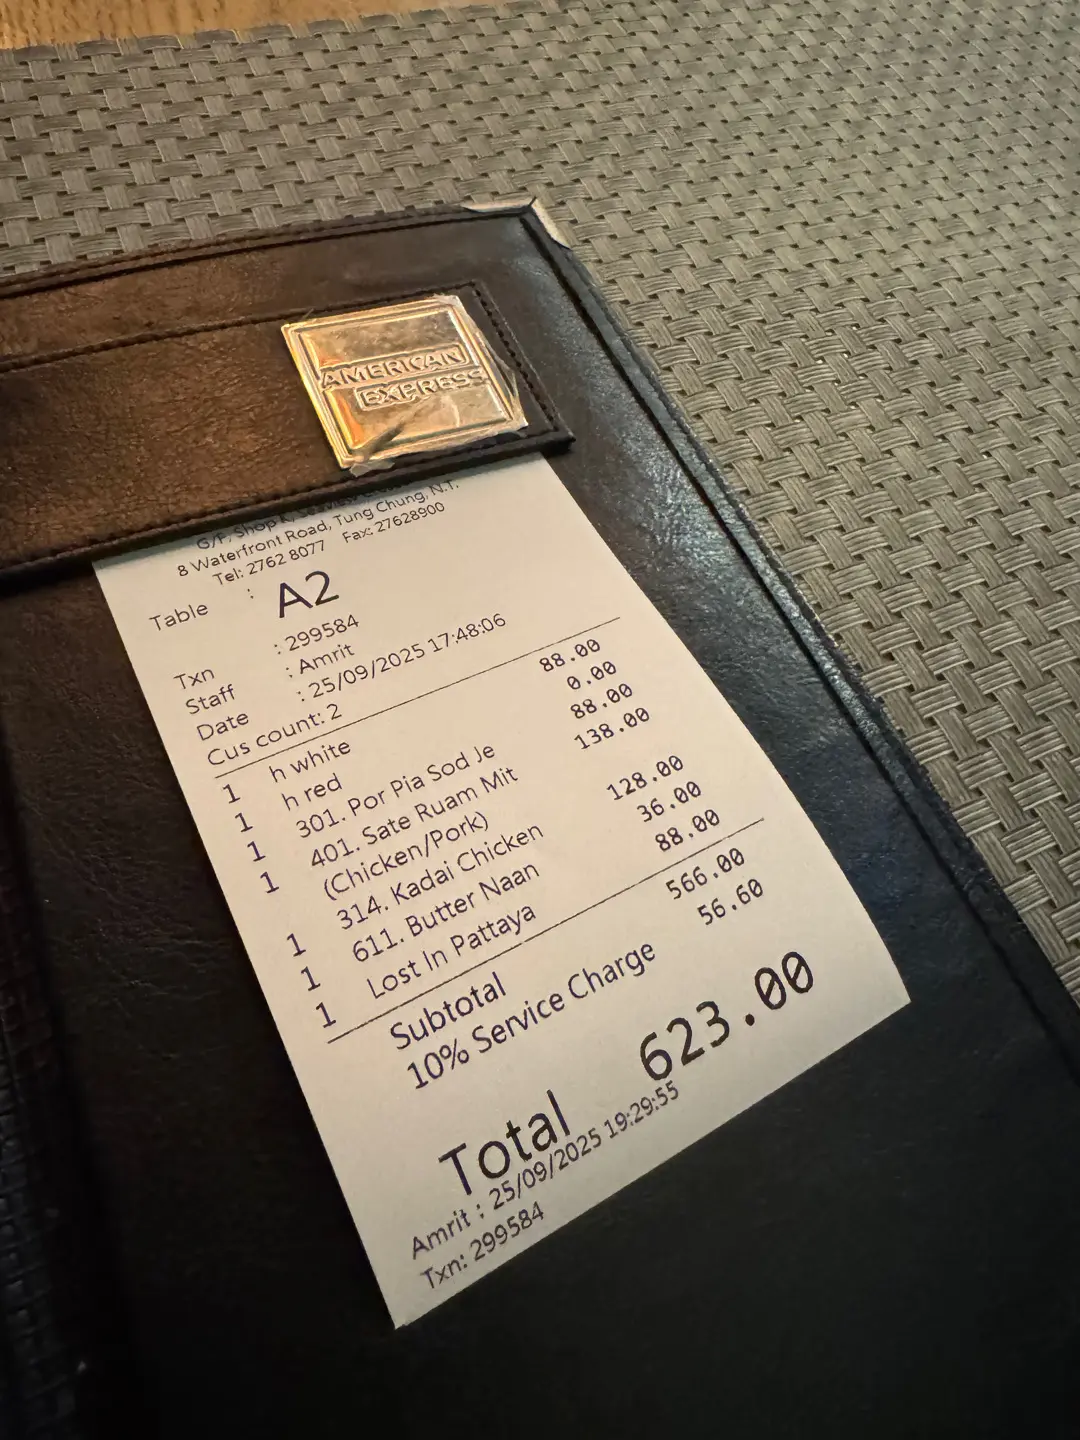 AMERICAN
EXPRESS
G/F, Shop
8 Waterfront Road, Tung Chung, N.T.
Tel: 2762 8077 Fax: 27628900
Table : A2
Txn : 299584
Staff : Amrit
Date : 25/09/2025 17:48:06
Cus count: 2
1 h white 88.00
1 h red 0.00
1 301. Por Pia Sod Je 88.00
1 401. Sate Ruam Mit 138.00
(Chicken/Pork)
1 314. Kadai Chicken 128.00
1 611. Butter Naan 36.00
1 Lost In Pattaya 88.00
Subtotal 566.00
10% Service Charge 56.60
Total 623.00
Amrit : 25/09/2025 19:29:55
Txn: 299584